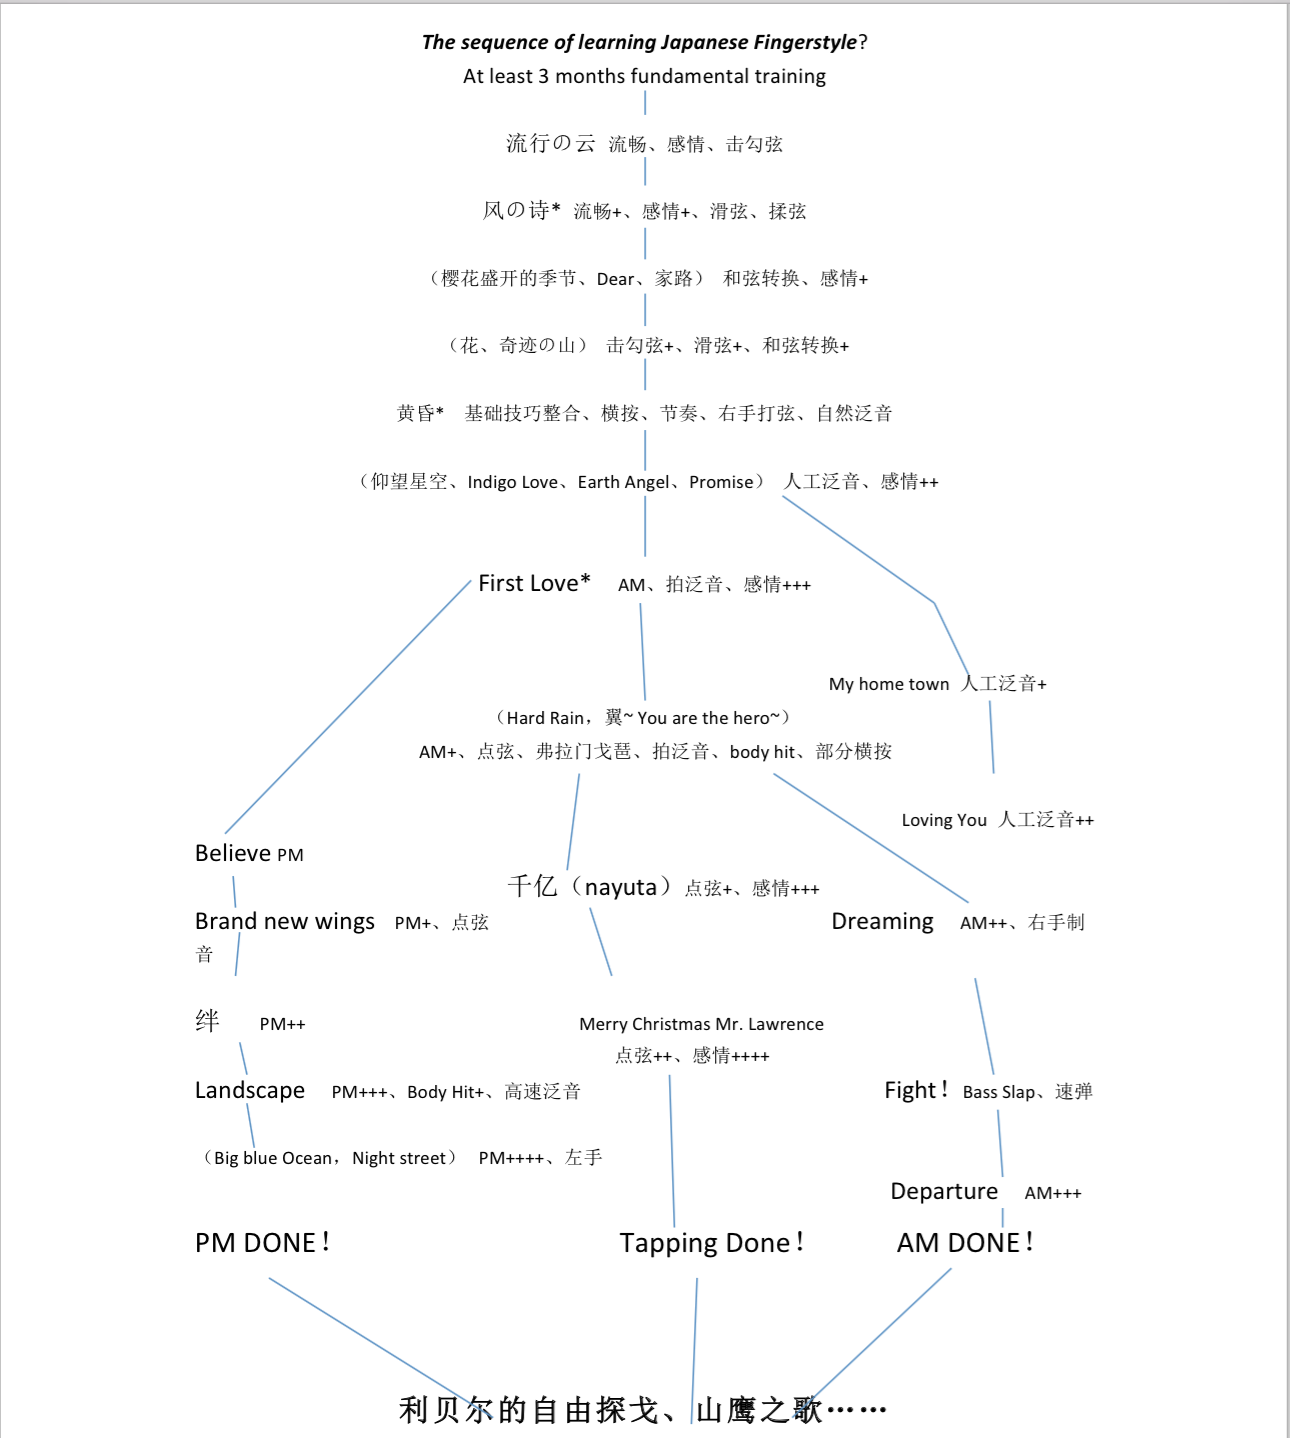 The sequence of learning Japanese Fingerstyle?
At least 3 months fundamental training
流行の云 流畅、感情、击勾弦
风の诗* 流畅+、感情+、滑弦、揉弦
（樱花盛开的季节、Dear、家路） 和弦转换、感情+
（花、奇迹の山） 击勾弦+、滑弦+、和弦转换+
黄昏* 基础技巧整合、横按、节奏、右手打弦、自然泛音
（仰望星空、Indigo Love、Earth Angel、Promise） 人工泛音、感情++
First Love* AM、拍泛音、感情+++
My home town 人工泛音+
（Hard Rain，翼~ You are the hero~）
AM+、点弦、弗拉门戈琶、拍泛音、body hit、部分横按
Loving You 人工泛音++
Believe PM
千亿（nayuta）点弦+、感情+++
Brand new wings PM+、点弦
Dreaming AM++、右手制
音
绊 PM++
Merry Christmas Mr. Lawrence
点弦++、感情++++
Landscape PM+++、Body Hit+、高速泛音
Fight！Bass Slap、速弹
（Big blue Ocean，Night street） PM++++、左手
Departure AM+++
PM DONE！
Tapping Done！
AM DONE！
利贝尔的自由探戈、山鹰之歌……